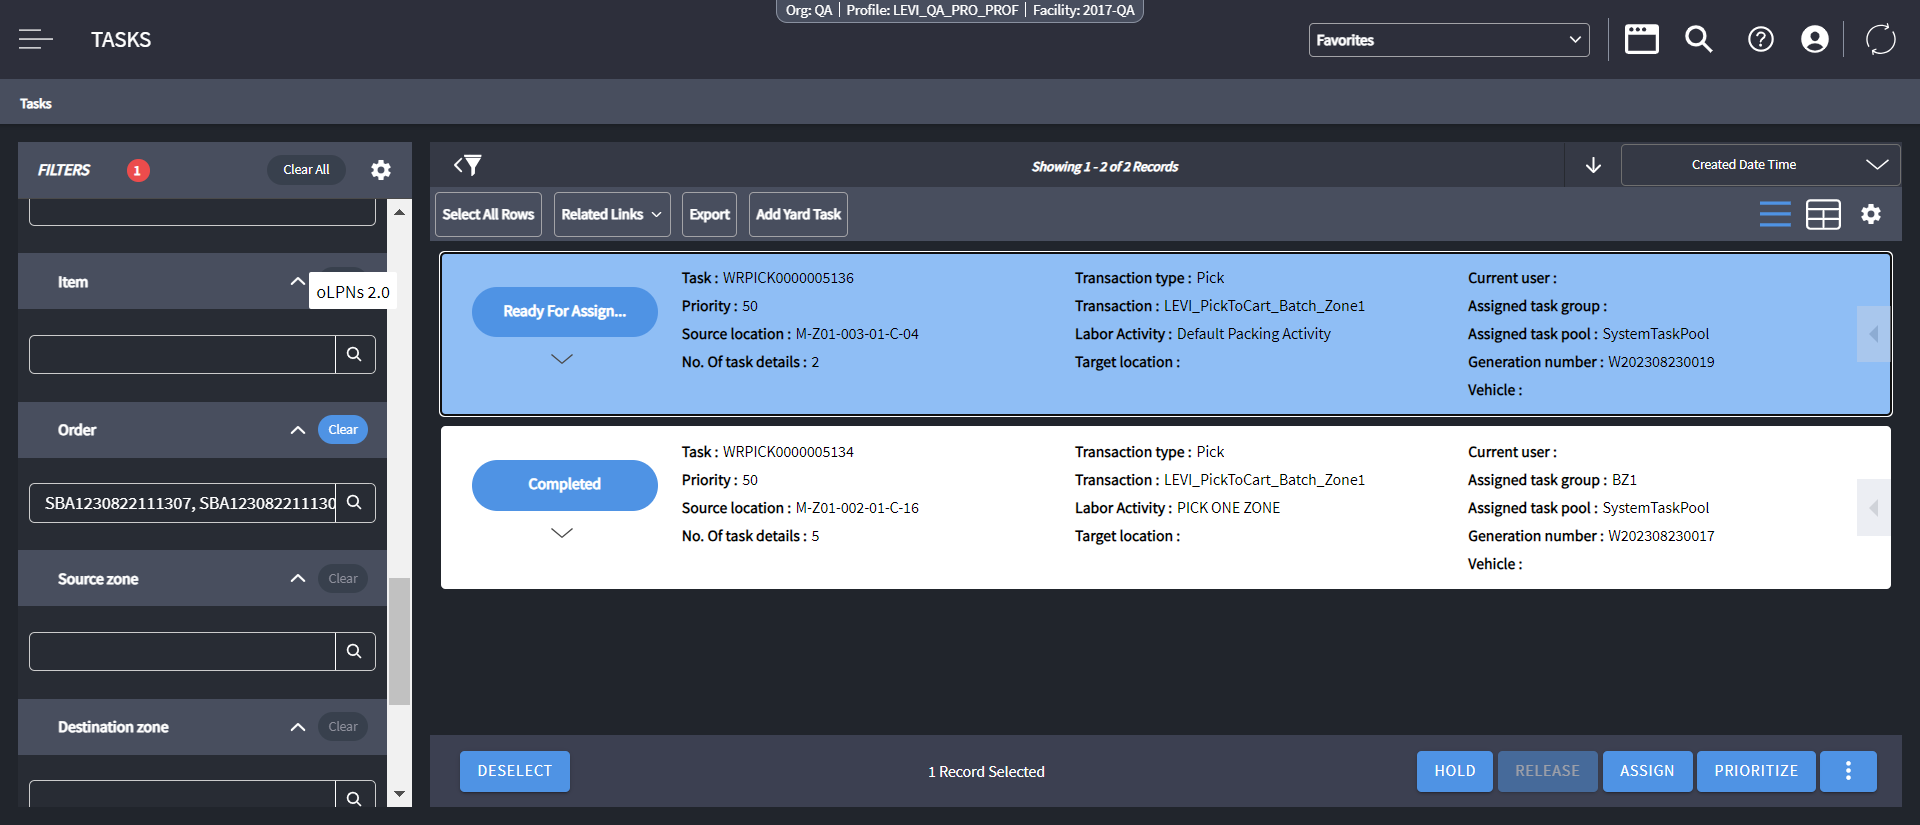 Org: QA | Profile: LEVI_QA_PRO_PROF | Facility: 2017-QA
TASKS
Favorites
Tasks
FILTERS
1
Clear All
Showing 1 - 2 of 2 Records
Created Date Time
Select All Rows
Related Links
Export
Add Yard Task
Item
oLPNs 2.0
Order
Clear
SBA1230822111307, SBA123082211130
Source zone
Clear
Destination zone
Clear
Ready For Assign...
Task : WRPICK0000005136
Priority : 50
Source location : M-Z01-003-01-C-04
No. Of task details : 2
Transaction type : Pick
Transaction : LEVI_PickToCart_Batch_Zone1
Labor Activity : Default Packing Activity
Target location :
Current user :
Assigned task group :
Assigned task pool : SystemTaskPool
Generation number : W202308230019
Vehicle :
Completed
Task : WRPICK0000005134
Priority : 50
Source location : M-Z01-002-01-C-16
No. Of task details : 5
Transaction type : Pick
Transaction : LEVI_PickToCart_Batch_Zone1
Labor Activity : PICK ONE ZONE
Target location :
Current user :
Assigned task group : BZ1
Assigned task pool : SystemTaskPool
Generation number : W202308230017
Vehicle :
DESELECT
1 Record Selected
HOLD
RELEASE
ASSIGN
PRIORITIZE